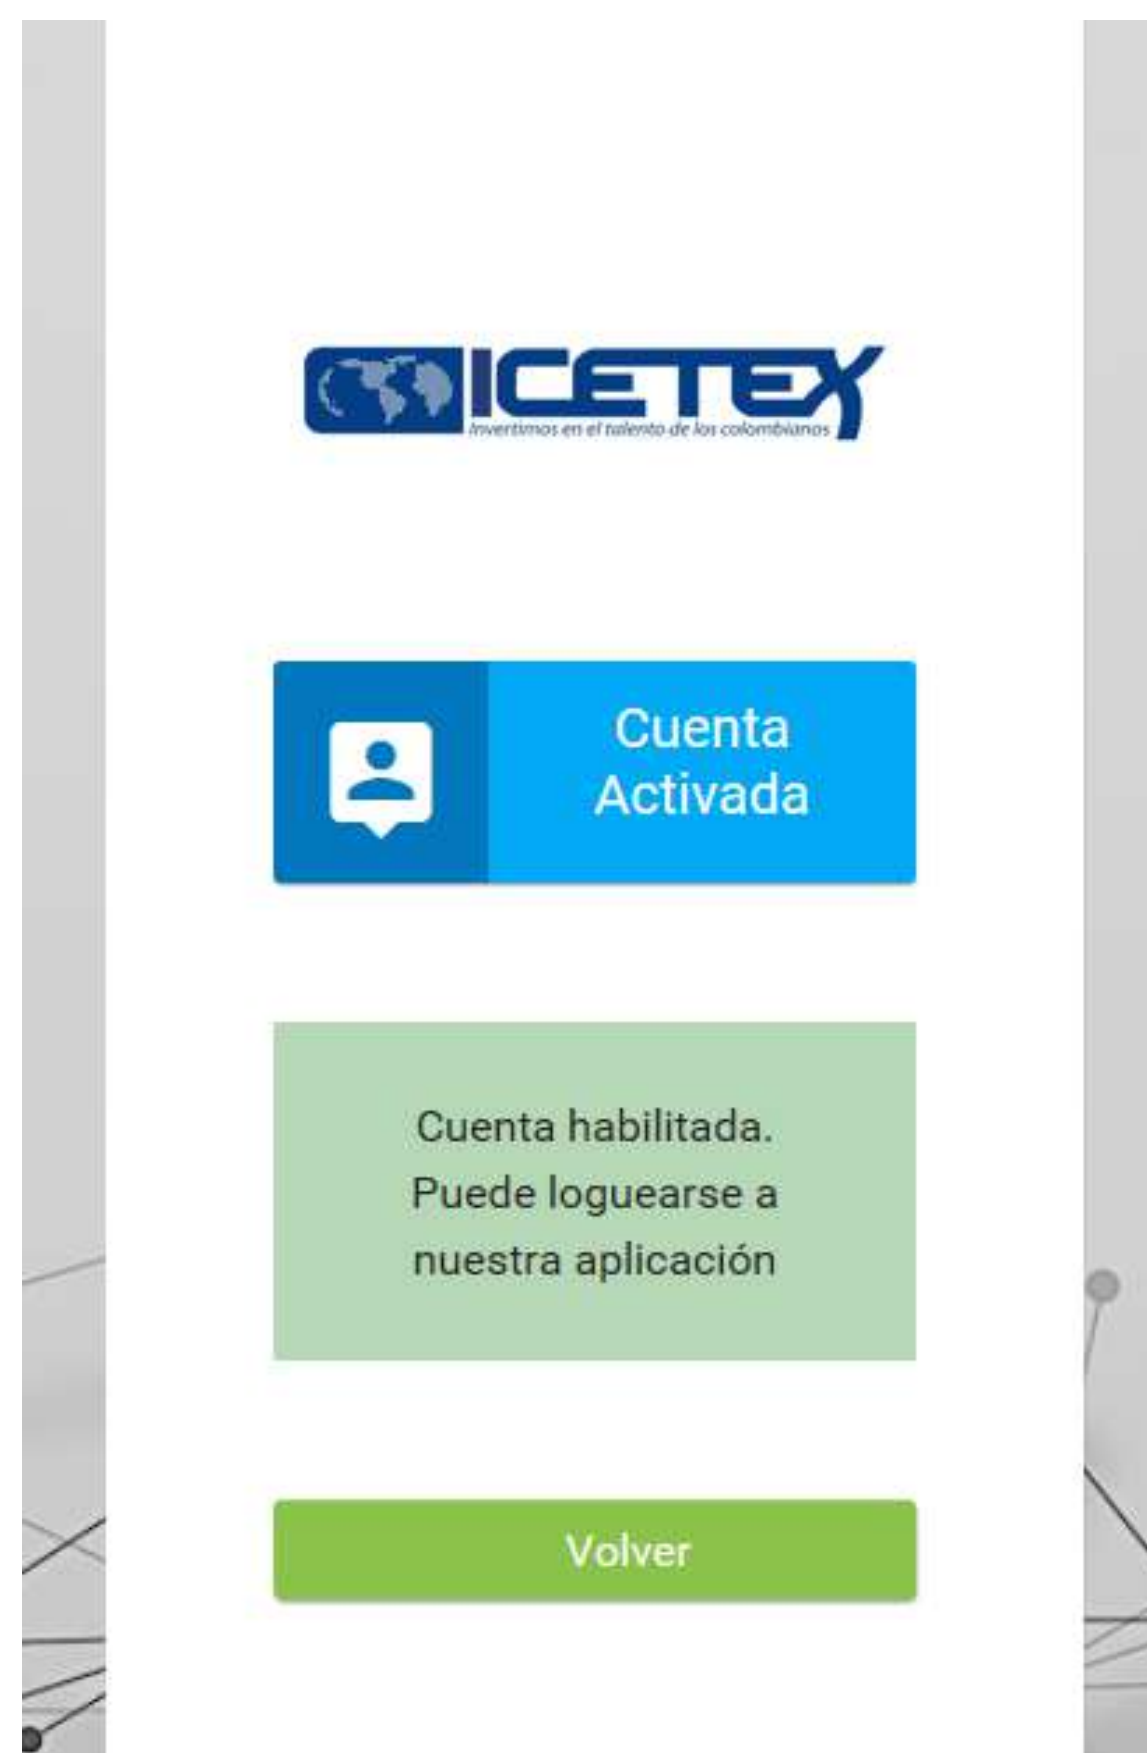 ICETEX
Invertimos en el talento de los colombianos
Cuenta
Activada
Cuenta habilitada.
Puede loguearse a
nuestra aplicación
Volver